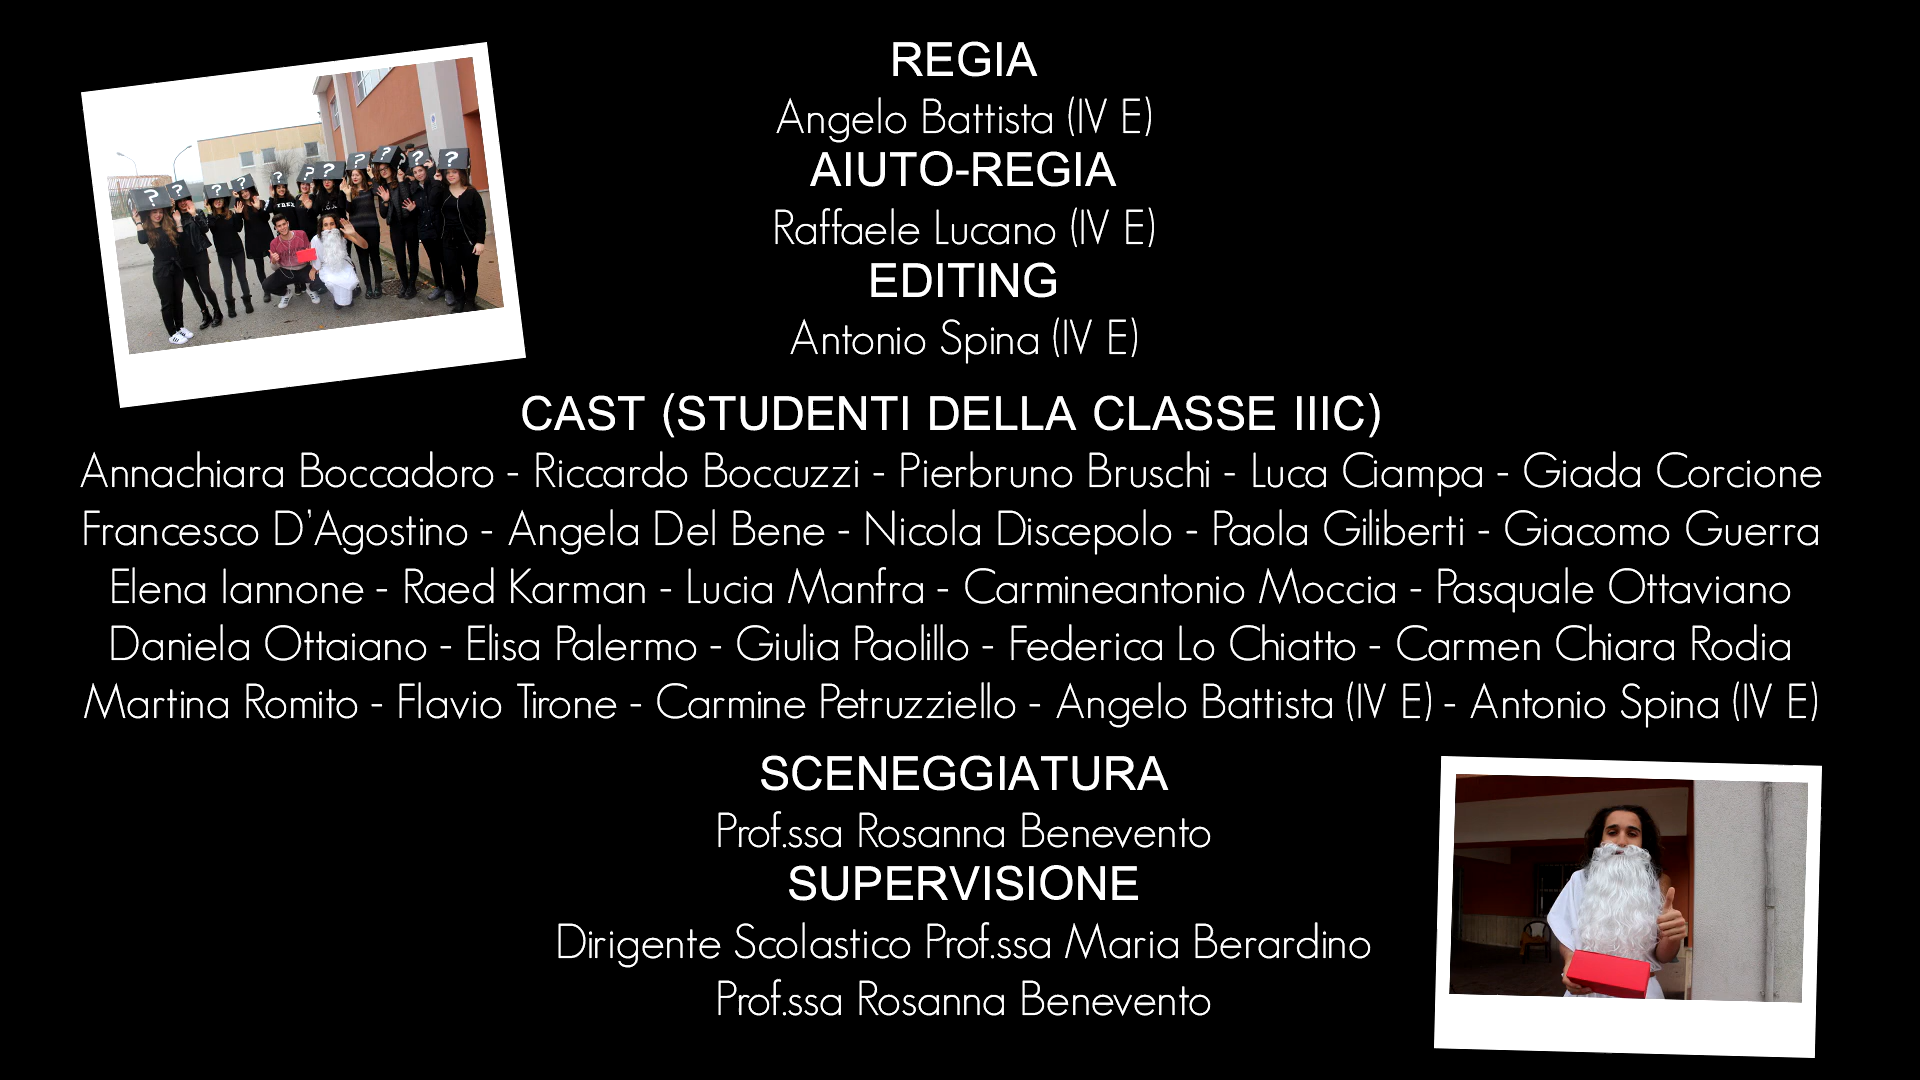 REGIA
Angelo Battista (IV E)
AIUTO-REGIA
Raffaele Lucano (IV E)
EDITING
Antonio Spina (IV E)
CAST (STUDENTI DELLA CLASSE IIIC)
Annachiara Boccadoro - Riccardo Boccuzzi - Pierbruno Bruschi - Luca Ciampa - Giada Corcione
Francesco D'Agostino - Angela Del Bene - Nicola Discepolo - Paola Giliberti - Giacomo Guerra
Elena Iannone - Raed Karman - Lucia Manfra - Carmineantonio Moccia - Pasquale Ottaviano
Daniela Ottaiano - Elisa Palermo - Giulia Paolillo - Federica Lo Chiatto - Carmen Chiara Rodia
Martina Romito - Flavio Tirone - Carmine Petruzziello - Angelo Battista (IV E) - Antonio Spina (IV E)
SCENEGGIATURA
Prof.ssa Rosanna Benevento
SUPERVISIONE
Dirigente Scolastico Prof.ssa Maria Berardino
Prof.ssa Rosanna Benevento
? ? ? ? ? ? ? ? ? ? ?